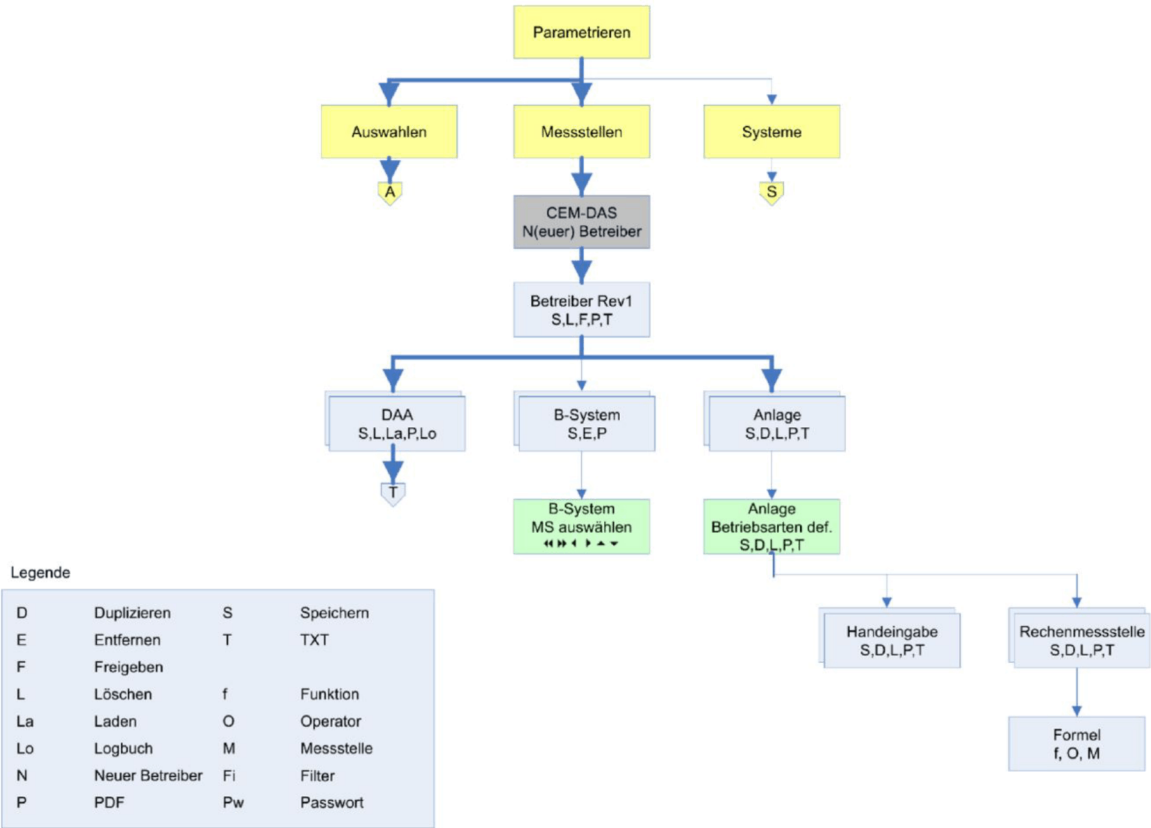 Parametrieren
Auswahlen
Messstellen
Systeme
A
S
CEM-DAS
N(euer) Betreiber
Betreiber Rev1
S,L,F,P,T
DAA
S,L,La,P,Lo
B-System
S,E,P
Anlage
S,D,L,P,T
T
B-System
MS auswählen
Anlage
Betriebsarten def.
S,D,L,P,T
Handeingabe
S,D,L,P,T
Rechenmessstelle
S,D,L,P,T
Formel
f, O, M
Legende
D Duplizieren S Speichern
E Entfernen T TXT
F Freigeben
L Löschen f Funktion
La Laden O Operator
Lo Logbuch M Messstelle
N Neuer Betreiber Fi Filter
P PDF Pw Passwort